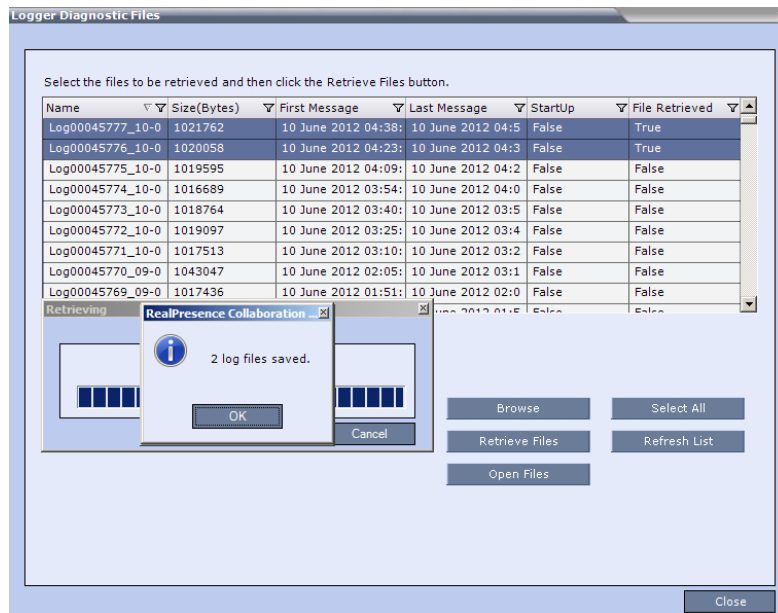 Logger Diagnostic Files
Select the files to be retrieved and then click the Retrieve Files button.
Name Size(Bytes) First Message Last Message StartUp File Retrieved
Log00045777_10-0 1021762 10 June 2012 04:38: 10 June 2012 04:5 False True
Log00045776_10-0 1020058 10 June 2012 04:23: 10 June 2012 04:3 False True
Log00045775_10-0 1019595 10 June 2012 04:09: 10 June 2012 04:2 False False
Log00045774_10-0 1016689 10 June 2012 03:54: 10 June 2012 04:0 False False
Log00045773_10-0 1018764 10 June 2012 03:40: 10 June 2012 03:5 False False
Log00045772_10-0 1019097 10 June 2012 03:25: 10 June 2012 03:4 False False
Log00045771_10-0 1017513 10 June 2012 03:10: 10 June 2012 03:2 False False
Log00045770_09-0 1043047 10 June 2012 02:05: 10 June 2012 03:1 False False
Log00045769_09-0 1017436 10 June 2012 01:51: 10 June 2012 02:0 False False
Retrieving
RealPresence Collaboration ...
2 log files saved.
OK
Cancel
Browse Select All
Retrieve Files Refresh List
Open Files
Close